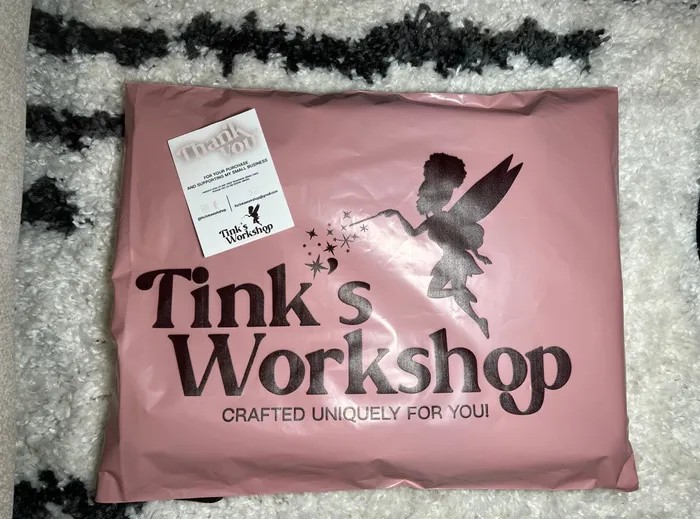 Thank
you
FOR YOUR PURCHASE
AND SUPPORTING MY SMALL BUSINESS
Tink's
Workshop
Tink's
Workshop
CRAFTED UNIQUELY FOR YOU!